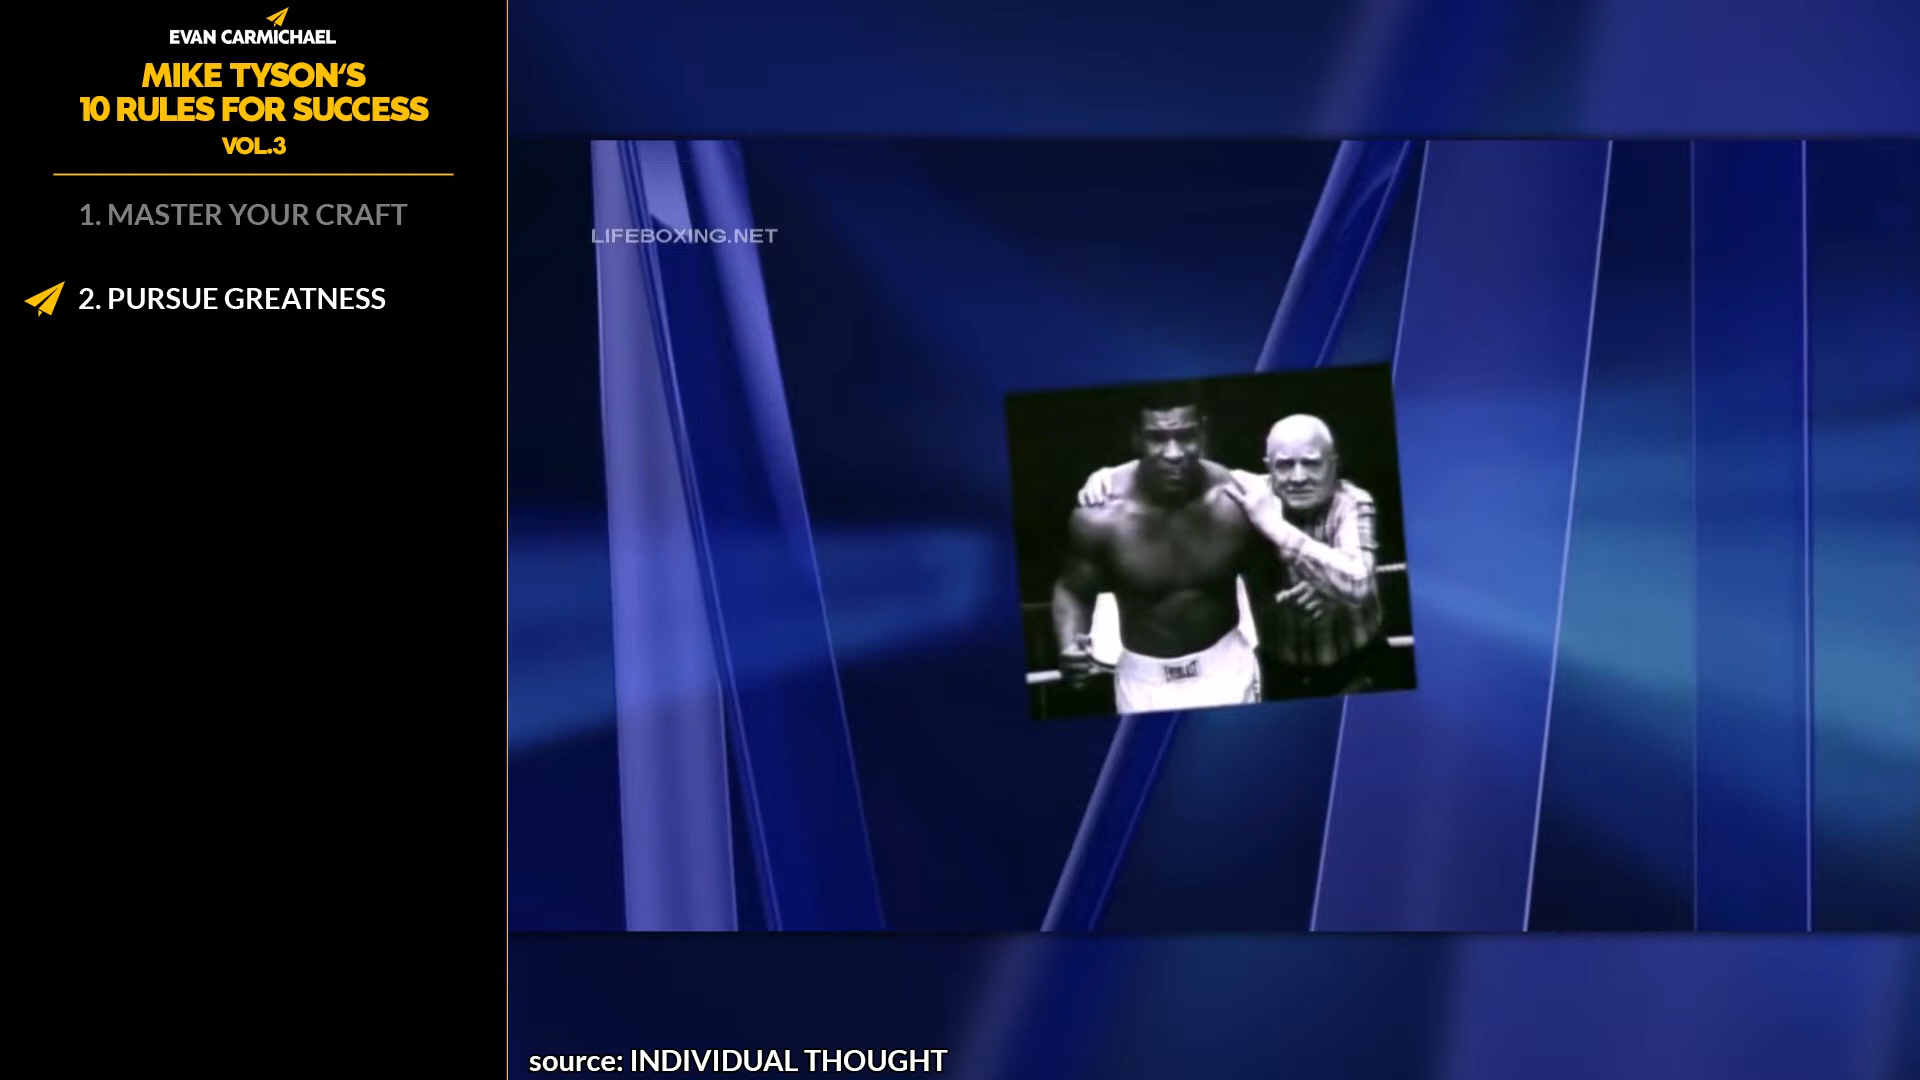 EVAN CARMICHAEL
MIKE TYSON'S
10 RULES FOR SUCCESS
VOL.3
1. MASTER YOUR CRAFT
2. PURSUE GREATNESS
LIFEBOXING.NET
source: INDIVIDUAL THOUGHT